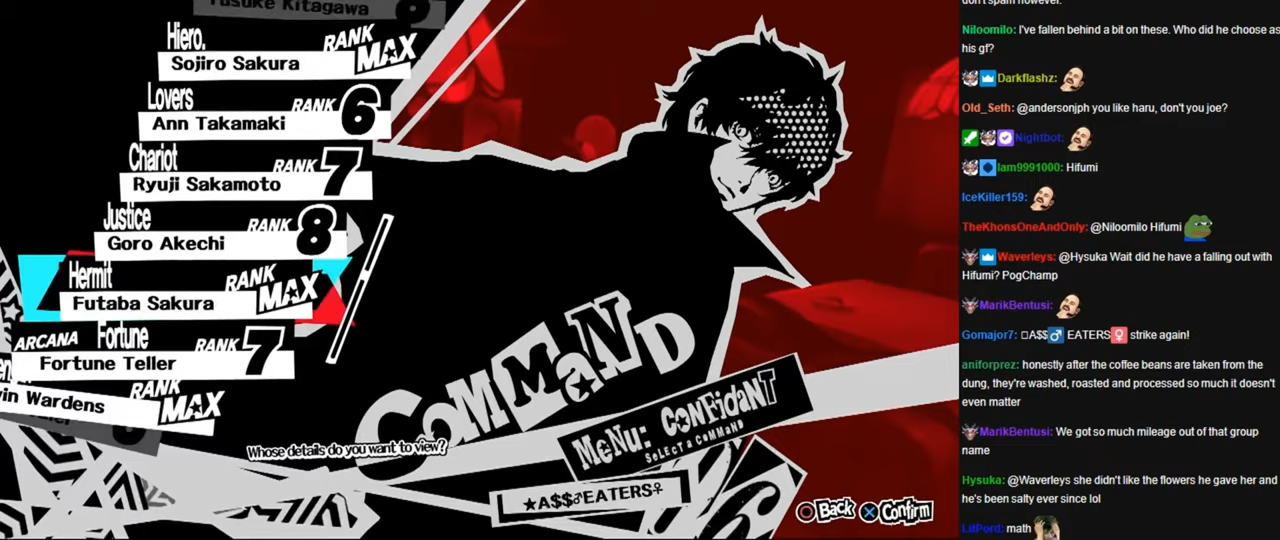 Yusuke Kitagawa
Hiero.
RANK MAX
Sojiro Sakura
Lovers
RANK 6
Ann Takamaki
Chariot
RANK 7
Ryuji Sakamoto
Justice
RANK 8
Goro Akechi
Hermit
RANK MAX
Futaba Sakura
ARCANA Fortune
RANK 7
Fortune Teller
RANK MAX
Wardens
COMMAND
MENU: CONFIDANT
SELECT A COMMAND
Whose details do you want to view?
★A$$♂EATERS♀
Back Confirm
don't spam however.
Niloomilo: I've fallen behind a bit on these. Who did he choose as
his gf?
Darkflashz:
Old_Seth: @andersonjph you like haru, don't you joe?
Nightbot:
Iam9991000: Hifumi
IceKiller159:
TheKhonsOneAndOnly: @Niloomilo Hifumi
Waverleys: @Hysuka Wait did he have a falling out with
Hifumi? PogChamp
MarikBentusi:
Gomajor7: □A$$♂ EATERS♀ strike again!
aniforprez: honestly after the coffee beans are taken from the
dung, they're washed, roasted and processed so much it doesn't
even matter
MarikBentusi: We got so much mileage out of that group
name
Hysuka: @Waverleys she didn't like the flowers he gave her and
he's been salty ever since lol
LitPord: math